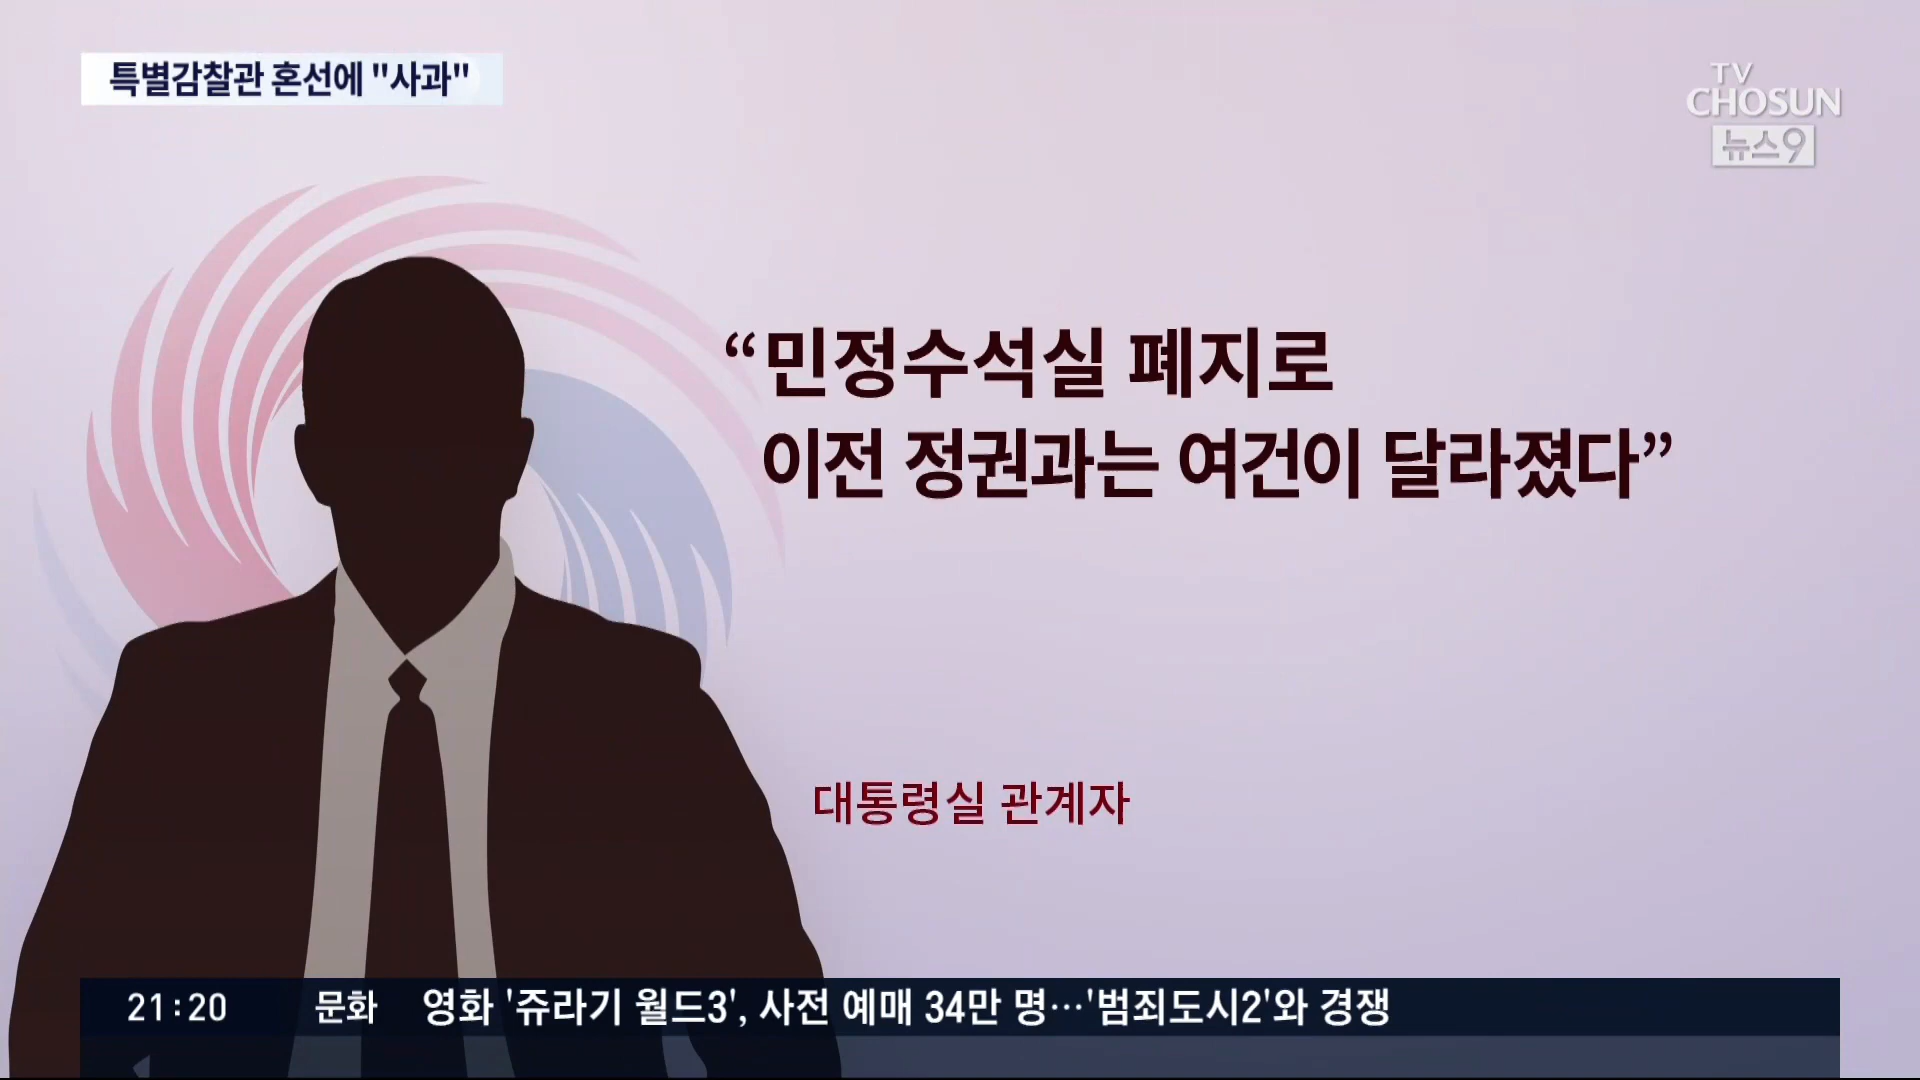 특별감찰관 혼선에 "사과"
TV
CHOSUN
뉴스9
“민정수석실 폐지로
이전 정권과는 여건이 달라졌다”
대통령실 관계자
21:20 문화 영화 '쥬라기 월드3', 사전 예매 34만 명…'범죄도시2'와 경쟁